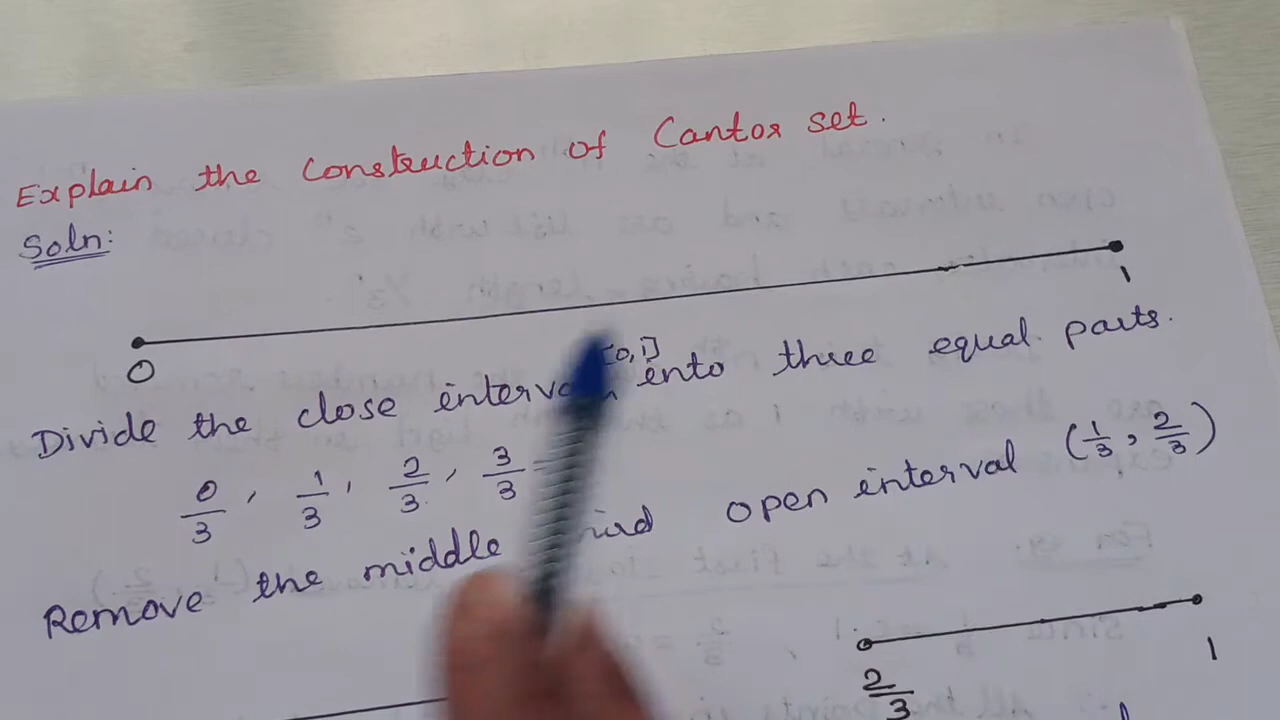 Explain the construction of Cantor set.
Soln:
0 1
Divide the close [0,1] into three equal parts.
0/3, 1/3, 2/3, 3/3 =
Remove the middle open interval (1/3, 2/3)
2/3 1